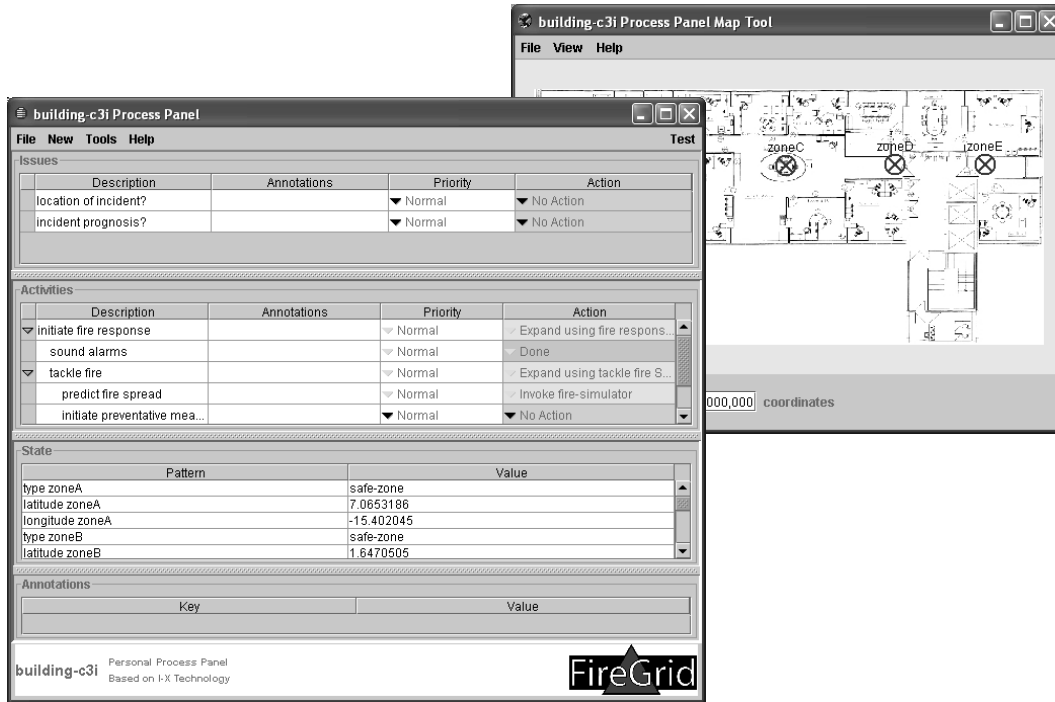 building-c3i Process Panel Map Tool
File View Help
zoneC zoneD zoneE
000,000 coordinates
building-c3i Process Panel
File New Tools Help Test
Issues
Description Annotations Priority Action
location of incident? Normal No Action
incident prognosis? Normal No Action
Activities
Description Annotations Priority Action
initiate fire response Normal Expand using fire respons...
sound alarms Normal Done
tackle fire Normal Expand using tackle fire S...
predict fire spread Normal Invoke fire-simulator
initiate preventative mea... Normal No Action
State
Pattern Value
type zoneA safe-zone
latitude zoneA 7.0653186
longitude zoneA -15.402045
type zoneB safe-zone
latitude zoneB 1.6470505
Annotations
Key Value
building-c3i Personal Process Panel
Based on I-X Technology
FireGrid